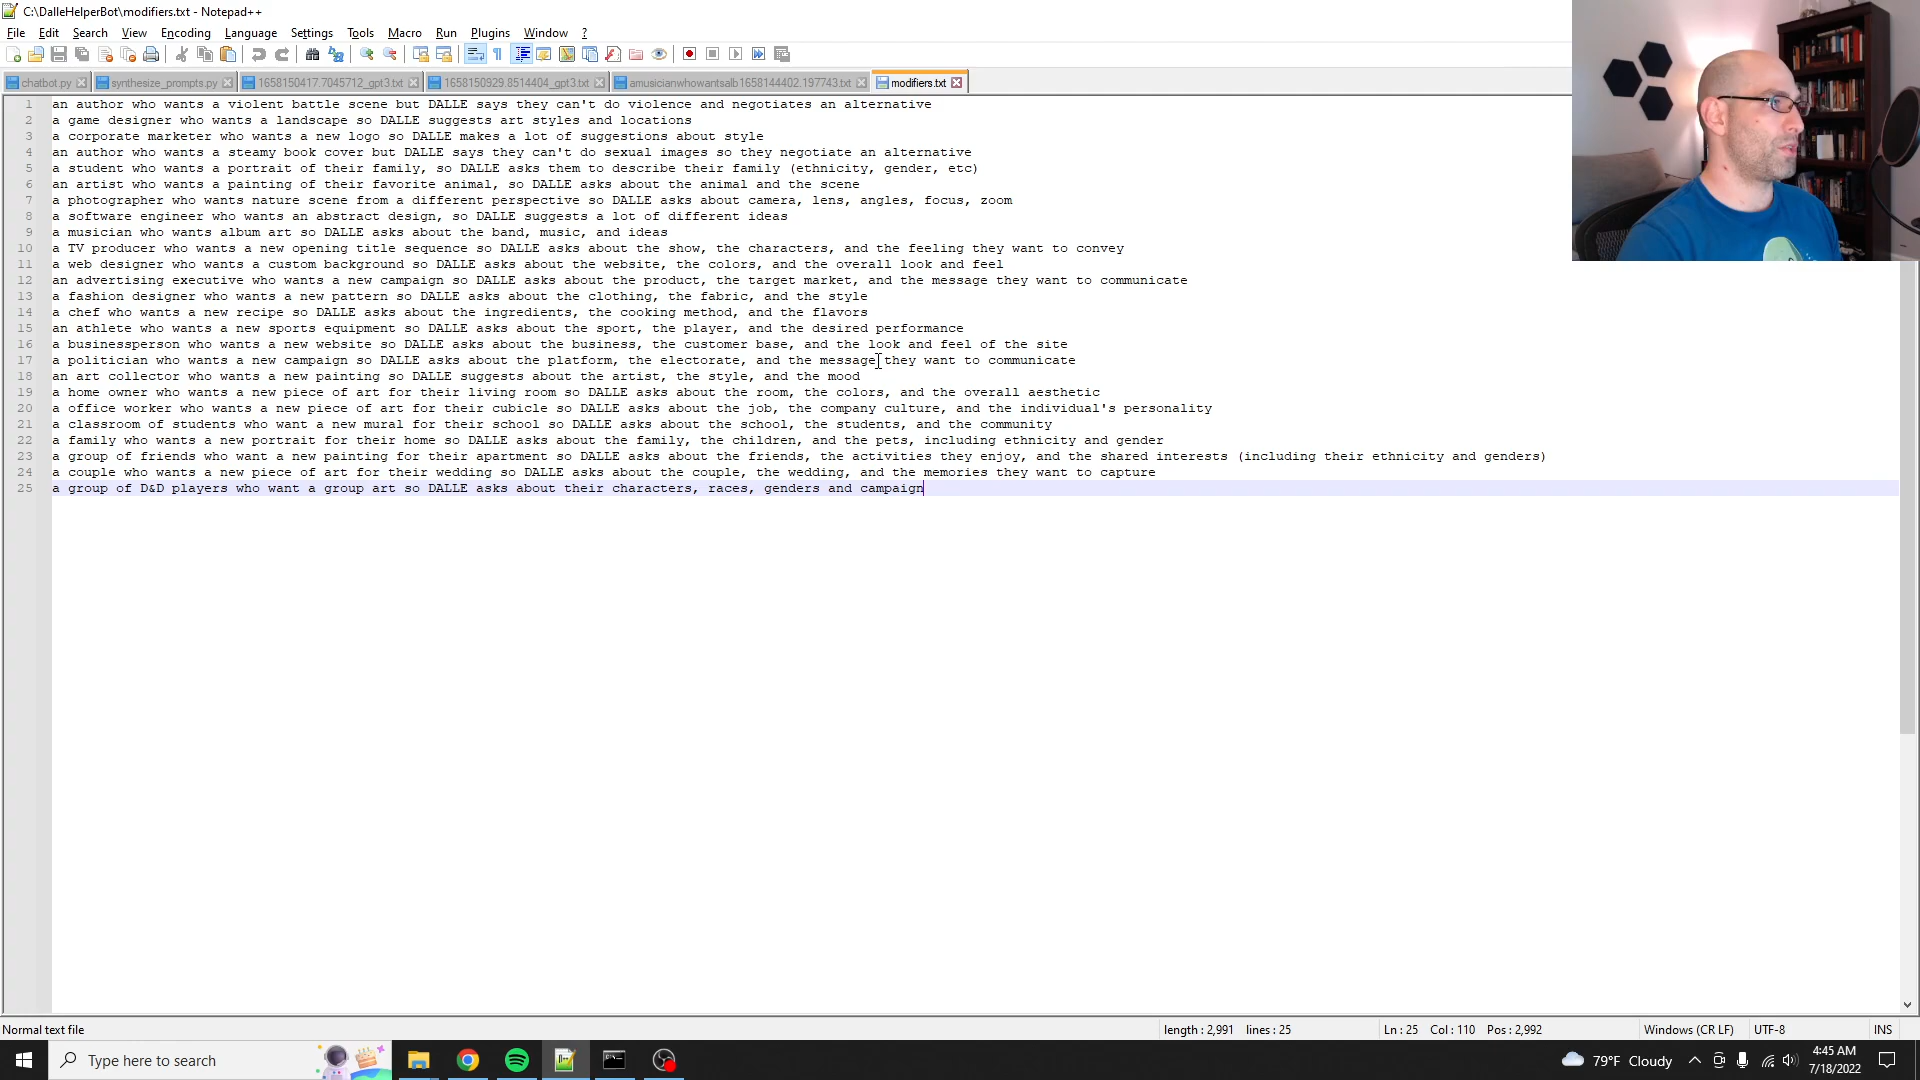 C:\DalleHelperBot\modifiers.txt - Notepad++
File Edit Search View Encoding Language Settings Tools Macro Run Plugins Window ?
chatbot.py synthesize_prompts.py 1658150417.7045712_gpt3.txt 1658150929.8514404_gpt3.txt amusicianwhowantsalb1658144402.197743.txt modifiers.txt
1 an author who wants a violent battle scene but DALLE says they can't do violence and negotiates an alternative
2 a game designer who wants a landscape so DALLE suggests art styles and locations
3 a corporate marketer who wants a new logo so DALLE makes a lot of suggestions about style
4 an author who wants a steamy book cover but DALLE says they can't do sexual images so they negotiate an alternative
5 a student who wants a portrait of their family, so DALLE asks them to describe their family (ethnicity, gender, etc)
6 an artist who wants a painting of their favorite animal, so DALLE asks about the animal and the scene
7 a photographer who wants nature scene from a different perspective so DALLE asks about camera, lens, angles, focus, zoom
8 a software engineer who wants an abstract design, so DALLE suggests a lot of different ideas
9 a musician who wants album art so DALLE asks about the band, music, and ideas
10 a TV producer who wants a new opening title sequence so DALLE asks about the show, the characters, and the feeling they want to convey
11 a web designer who wants a custom background so DALLE asks about the website, the colors, and the overall look and feel
12 an advertising executive who wants a new campaign so DALLE asks about the product, the target market, and the message they want to communicate
13 a fashion designer who wants a new pattern so DALLE asks about the clothing, the fabric, and the style
14 a chef who wants a new recipe so DALLE asks about the ingredients, the cooking method, and the flavors
15 an athlete who wants a new sports equipment so DALLE asks about the sport, the player, and the desired performance
16 a businessperson who wants a new website so DALLE asks about the business, the customer base, and the look and feel of the site
17 a politician who wants a new campaign so DALLE asks about the platform, the electorate, and the message they want to communicate
18 an art collector who wants a new painting so DALLE suggests about the artist, the style, and the mood
19 a home owner who wants a new piece of art for their living room so DALLE asks about the room, the colors, and the overall aesthetic
20 a office worker who wants a new piece of art for their cubicle so DALLE asks about the job, the company culture, and the individual's personality
21 a classroom of students who want a new mural for their school so DALLE asks about the school, the students, and the community
22 a family who wants a new portrait for their home so DALLE asks about the family, the children, and the pets, including ethnicity and gender
23 a group of friends who want a new painting for their apartment so DALLE asks about the friends, the activities they enjoy, and the shared interests (including their ethnicity and genders)
24 a couple who wants a new piece of art for their wedding so DALLE asks about the couple, the wedding, and the memories they want to capture
25 a group of D&D players who want a group art so DALLE asks about their characters, races, genders and campaign
Normal text file length : 2,991 lines : 25 Ln : 25 Col : 110 Pos : 2,992 Windows (CR LF) UTF-8 INS
Type here to search 79°F Cloudy 4:45 AM
7/18/2022